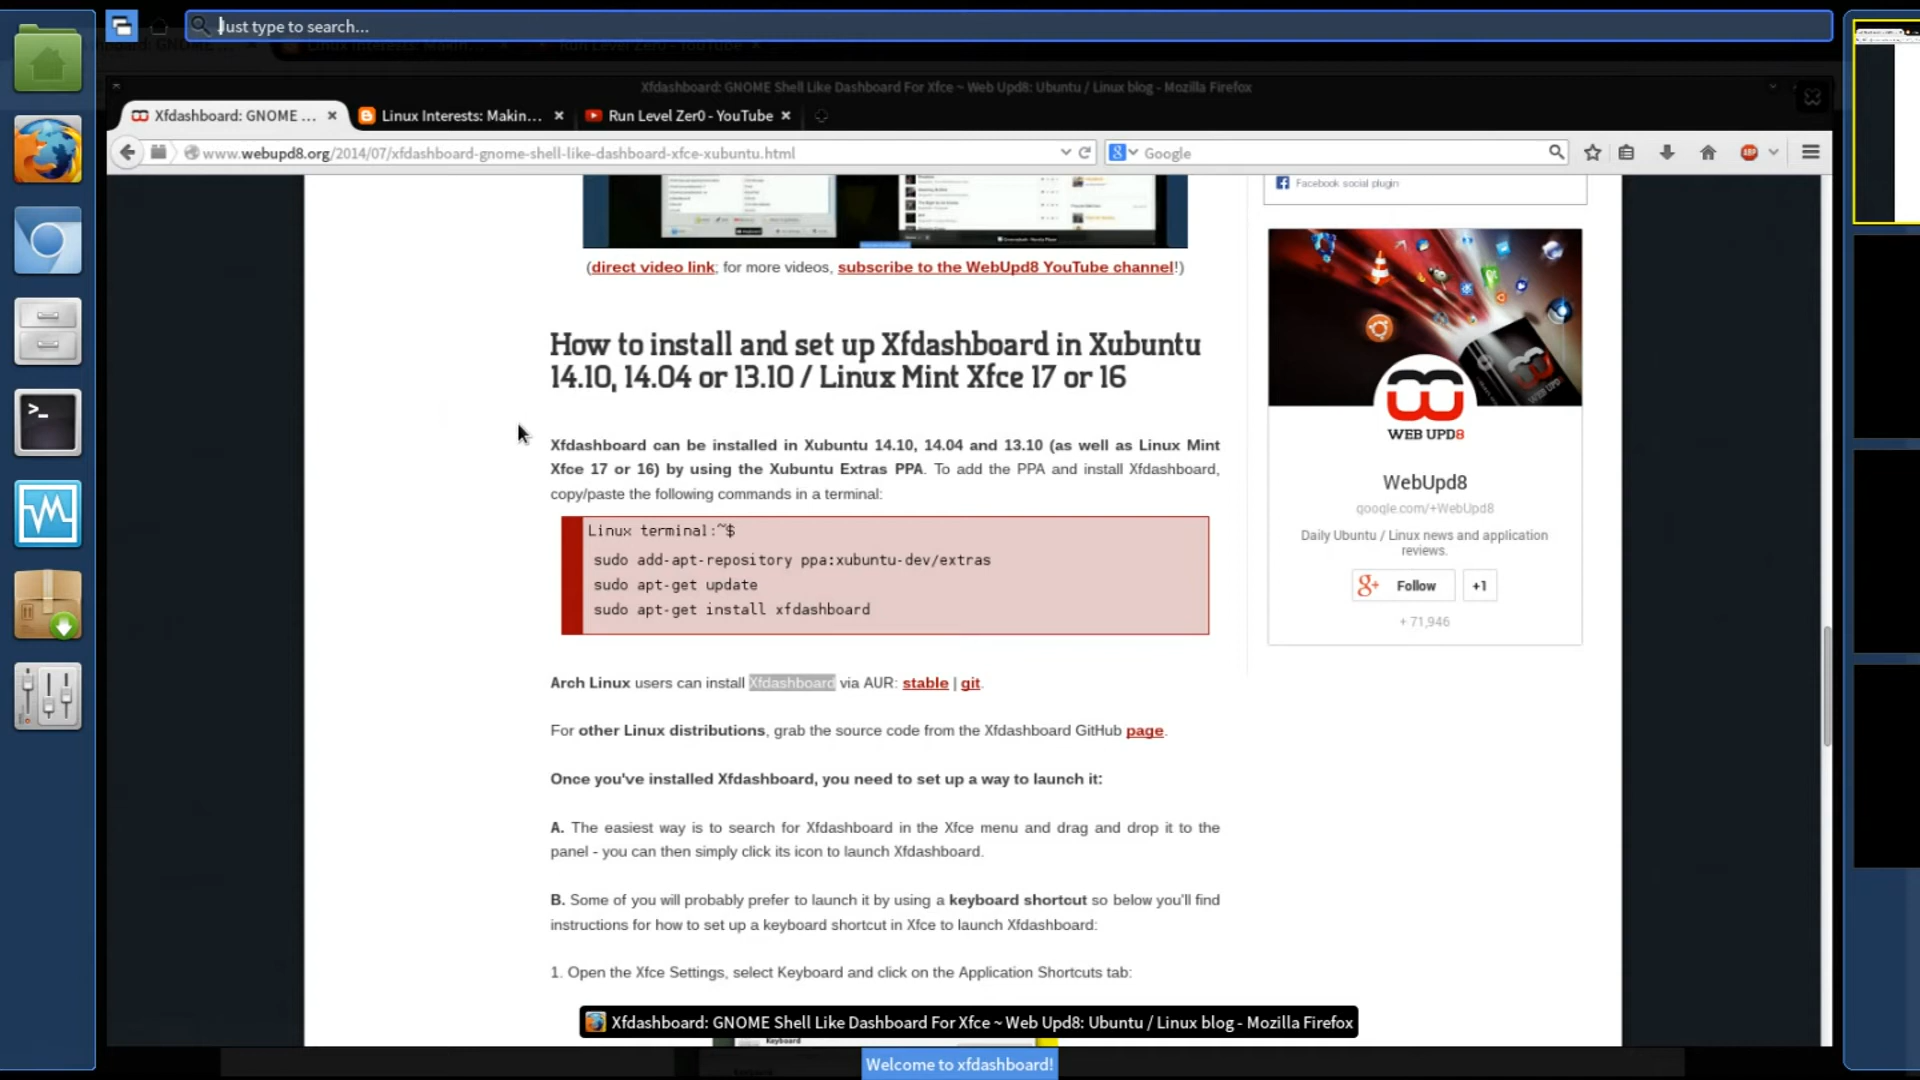 Just type to search...
Xfdashboard: GNOME Shell Like Dashboard For Xfce ~ Web Upd8: Ubuntu / Linux blog - Mozilla Firefox
Xfdashboard: GNOME ...
Linux Interests: Makin...
Run Level Zer0 - YouTube
www.webupd8.org/2014/07/xfdashboard-gnome-shell-like-dashboard-xfce-xubuntu.html
Google
ABP
Facebook social plugin
(direct video link; for more videos, subscribe to the WebUpd8 YouTube channel!)
How to install and set up Xfdashboard in Xubuntu
14.10, 14.04 or 13.10 / Linux Mint Xfce 17 or 16
Xfdashboard can be installed in Xubuntu 14.10, 14.04 and 13.10 (as well as Linux Mint
Xfce 17 or 16) by using the Xubuntu Extras PPA. To add the PPA and install Xfdashboard,
copy/paste the following commands in a terminal:
Linux terminal:~$
sudo add-apt-repository ppa:xubuntu-dev/extras
sudo apt-get update
sudo apt-get install xfdashboard
Arch Linux users can install Xfdashboard via AUR: stable | git.
For other Linux distributions, grab the source code from the Xfdashboard GitHub page.
Once you've installed Xfdashboard, you need to set up a way to launch it:
A. The easiest way is to search for Xfdashboard in the Xfce menu and drag and drop it to the
panel - you can then simply click its icon to launch Xfdashboard.
B. Some of you will probably prefer to launch it by using a keyboard shortcut so below you'll find
instructions for how to set up a keyboard shortcut in Xfce to launch Xfdashboard:
1. Open the Xfce Settings, select Keyboard and click on the Application Shortcuts tab:
WEB UPD8
WebUpd8
google.com/+WebUpd8
Daily Ubuntu / Linux news and application
reviews.
g+ Follow
+1
+ 71,946
Xfdashboard: GNOME Shell Like Dashboard For Xfce ~ Web Upd8: Ubuntu / Linux blog - Mozilla Firefox
Keyboard
Welcome to xfdashboard!